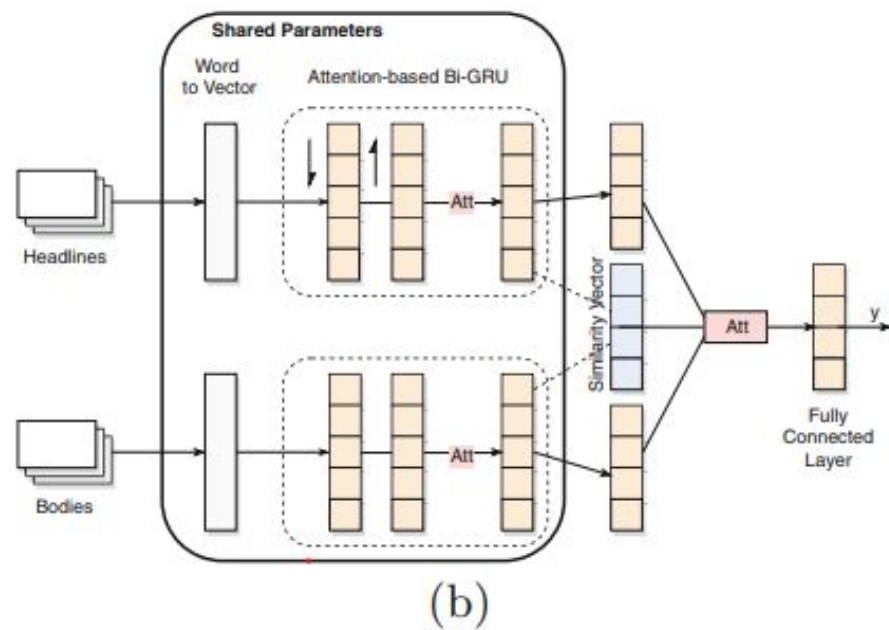 Shared Parameters
Word
to Vector
Attention-based Bi-GRU
Att
Headlines
Similarity Vector
Att
y
Att
Bodies
Fully
Connected
Layer
(b)